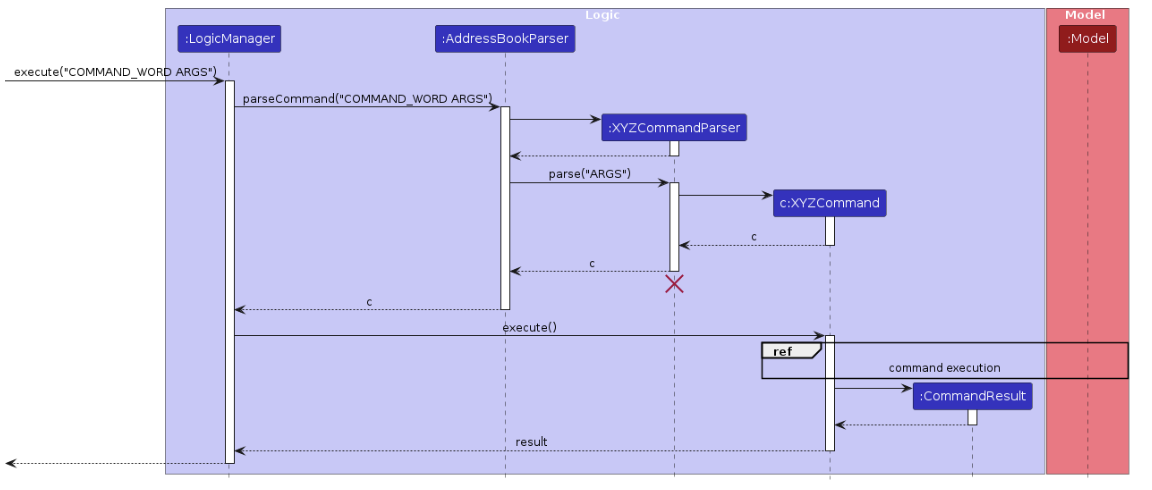 Logic
Model
:LogicManager
:AddressBookParser
:Model
execute("COMMAND_WORD ARGS")
parseCommand("COMMAND_WORD ARGS")
:XYZCommandParser
parse("ARGS")
c:XYZCommand
c
c
c
execute()
ref
command execution
:CommandResult
result